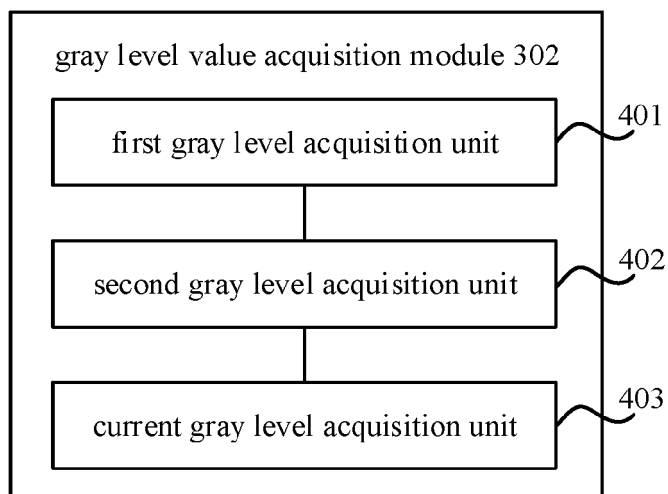 gray level value acquisition module 302
first gray level acquisition unit
401
second gray level acquisition unit
402
current gray level acquisition unit
403